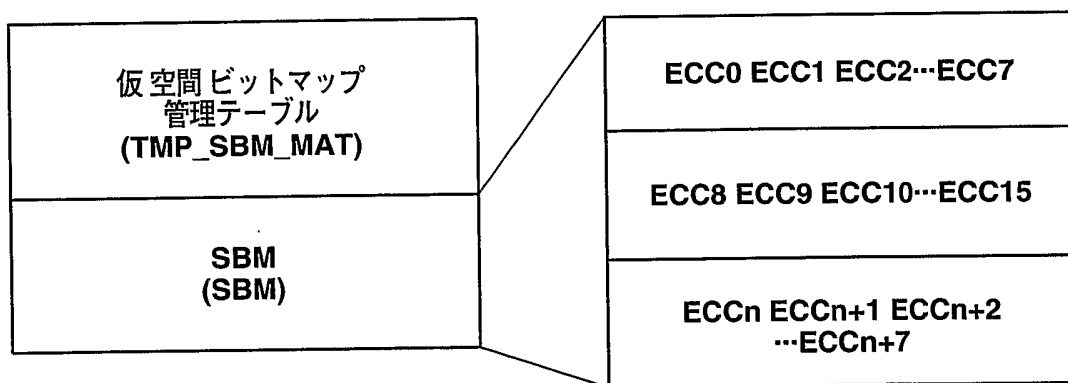 仮空間ビットマップ
管理テーブル
(TMP_SBM_MAT)
SBM
(SBM)
ECC0 ECC1 ECC2…ECC7
ECC8 ECC9 ECC10…ECC15
ECCn ECCn+1 ECCn+2
…ECCn+7